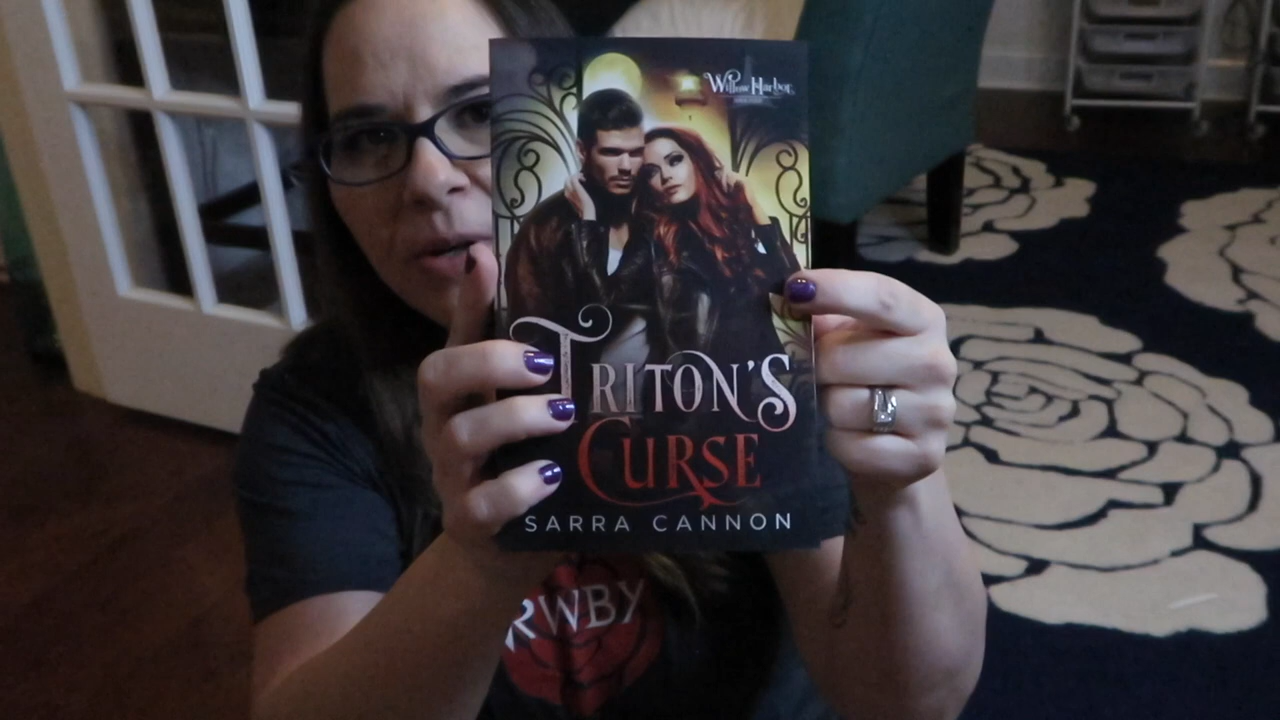 Willow Harbor
TRITON'S
CURSE
SARRA CANNON
RWBY